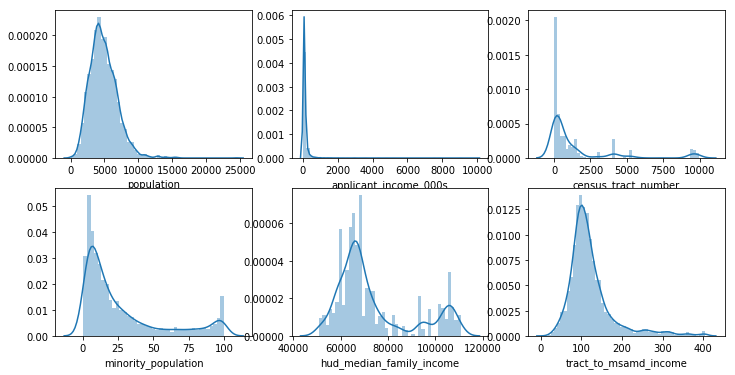 0.00020
0.00015
0.00010
0.00005
0.00000
0 5000 10000 15000 20000 25000
population
0.006
0.005
0.004
0.003
0.002
0.001
0.000
0 2000 4000 6000 8000 10000
applicant_income_000s
0.0020
0.0015
0.0010
0.0005
0.0000
0 2500 5000 7500 10000
census_tract_number
0.05
0.04
0.03
0.02
0.01
0.00
0 25 50 75 100
minority_population
0.00006
0.00004
0.00002
0.00000
40000 60000 80000 100000 120000
hud_median_family_income
0.0125
0.0100
0.0075
0.0050
0.0025
0.0000
0 100 200 300 400
tract_to_msamd_income